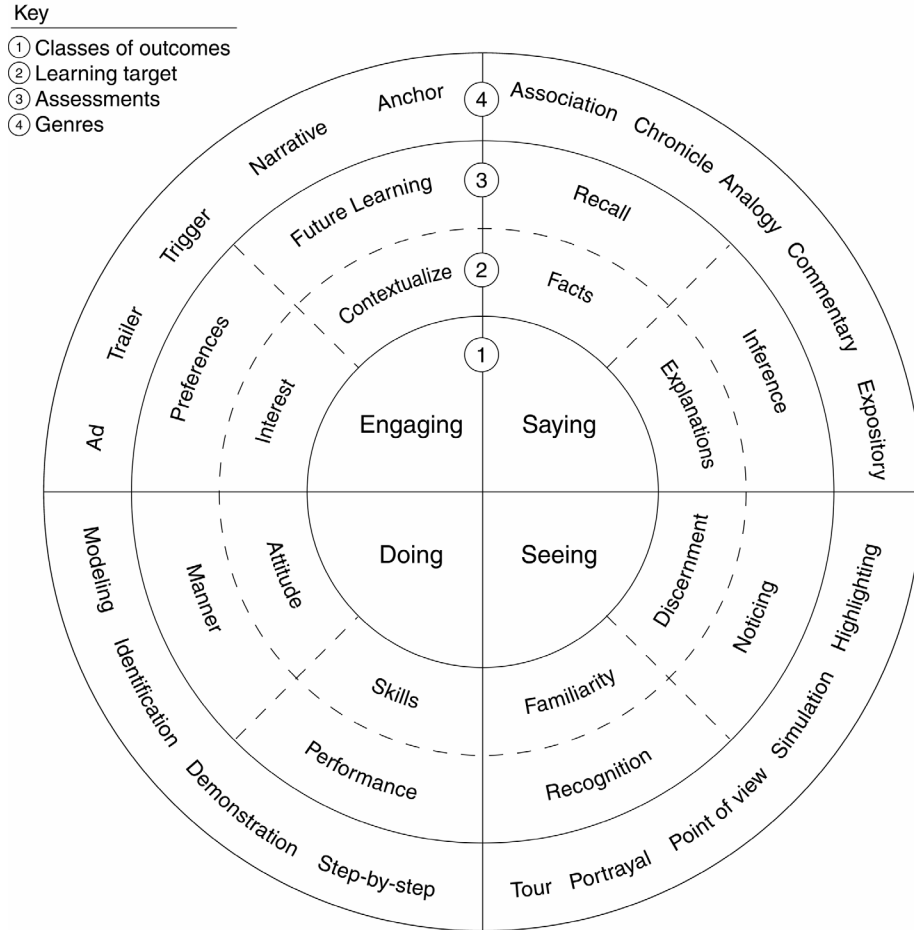 Key
1 Classes of outcomes
2 Learning target
3 Assessments
4 Genres
4
3
2
1
Engaging
Saying
Doing
Seeing
Contextualize
Facts
Explanations
Discernment
Familiarity
Skills
Attitude
Interest
Future Learning
Recall
Inference
Noticing
Recognition
Performance
Manner
Preferences
Anchor
Association
Chronicle
Analogy
Commentary
Expository
Highlighting
Simulation
Point of view
Portrayal
Tour
Step-by-step
Demonstration
Identification
Modeling
Ad
Trailer
Trigger
Narrative